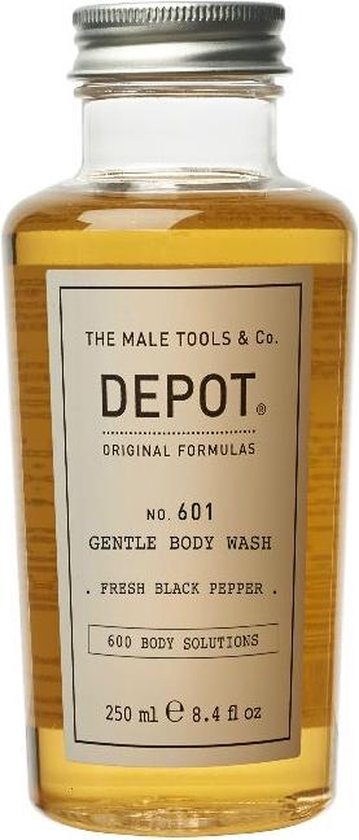 THE MALE TOOLS & Co.
DEPOT®
ORIGINAL FORMULAS
NO. 601
GENTLE BODY WASH
. FRESH BLACK PEPPER .
600 BODY SOLUTIONS
250 ml ℮ 8.4 fl oz